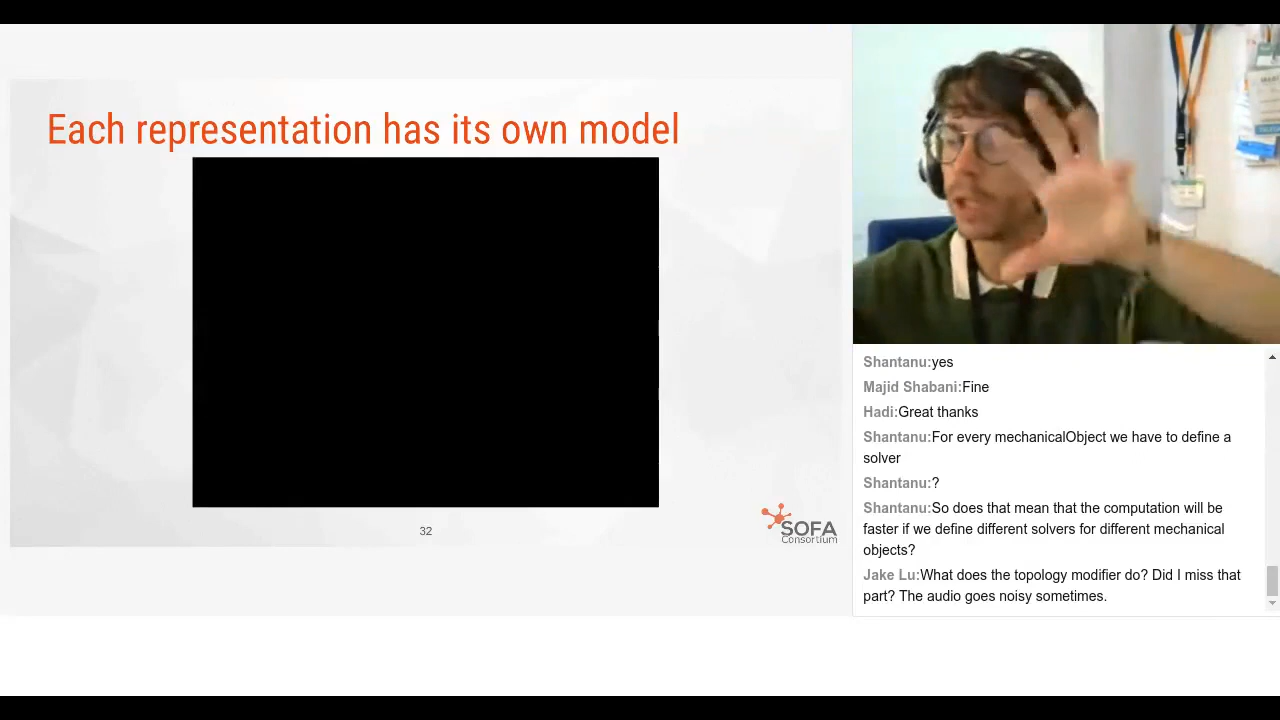 Each representation has its own model
32
SOFA
Consortium
Shantanu:yes
Majid Shabani:Fine
Hadi:Great thanks
Shantanu:For every mechanicalObject we have to define a
solver
Shantanu:?
Shantanu:So does that mean that the computation will be
faster if we define different solvers for different mechanical
objects?
Jake Lu:What does the topology modifier do? Did I miss that
part? The audio goes noisy sometimes.